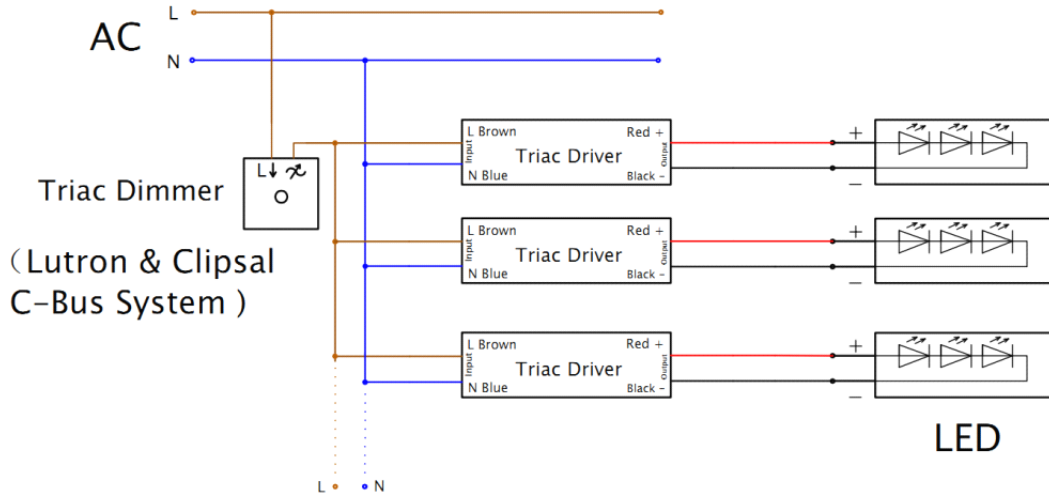 L
AC
N
L Brown
Red +
Input
Triac Driver
Output
N Blue
Black -
+
−
L
Triac Dimmer
(Lutron & Clipsal
C-Bus System )
L Brown
Red +
Input
Triac Driver
Output
N Blue
Black -
+
−
L Brown
Red +
Input
Triac Driver
Output
N Blue
Black -
+
−
LED
L
N